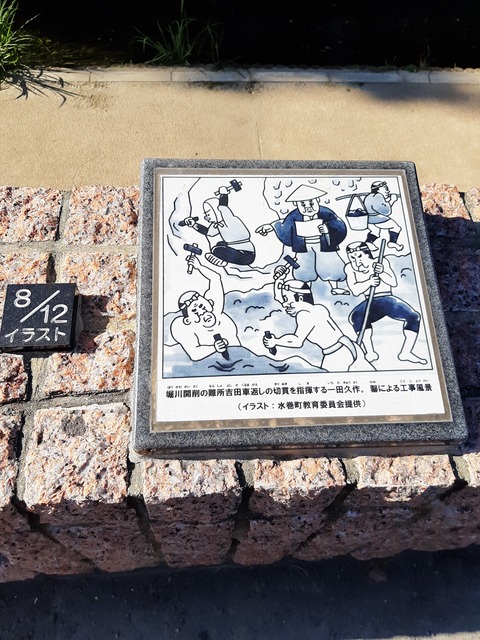 8/12
イラスト
堀川開削の難所吉田車返しの切貫を指揮する一田久作。鑿による工事風景
(イラスト：水巻町教育委員会提供)